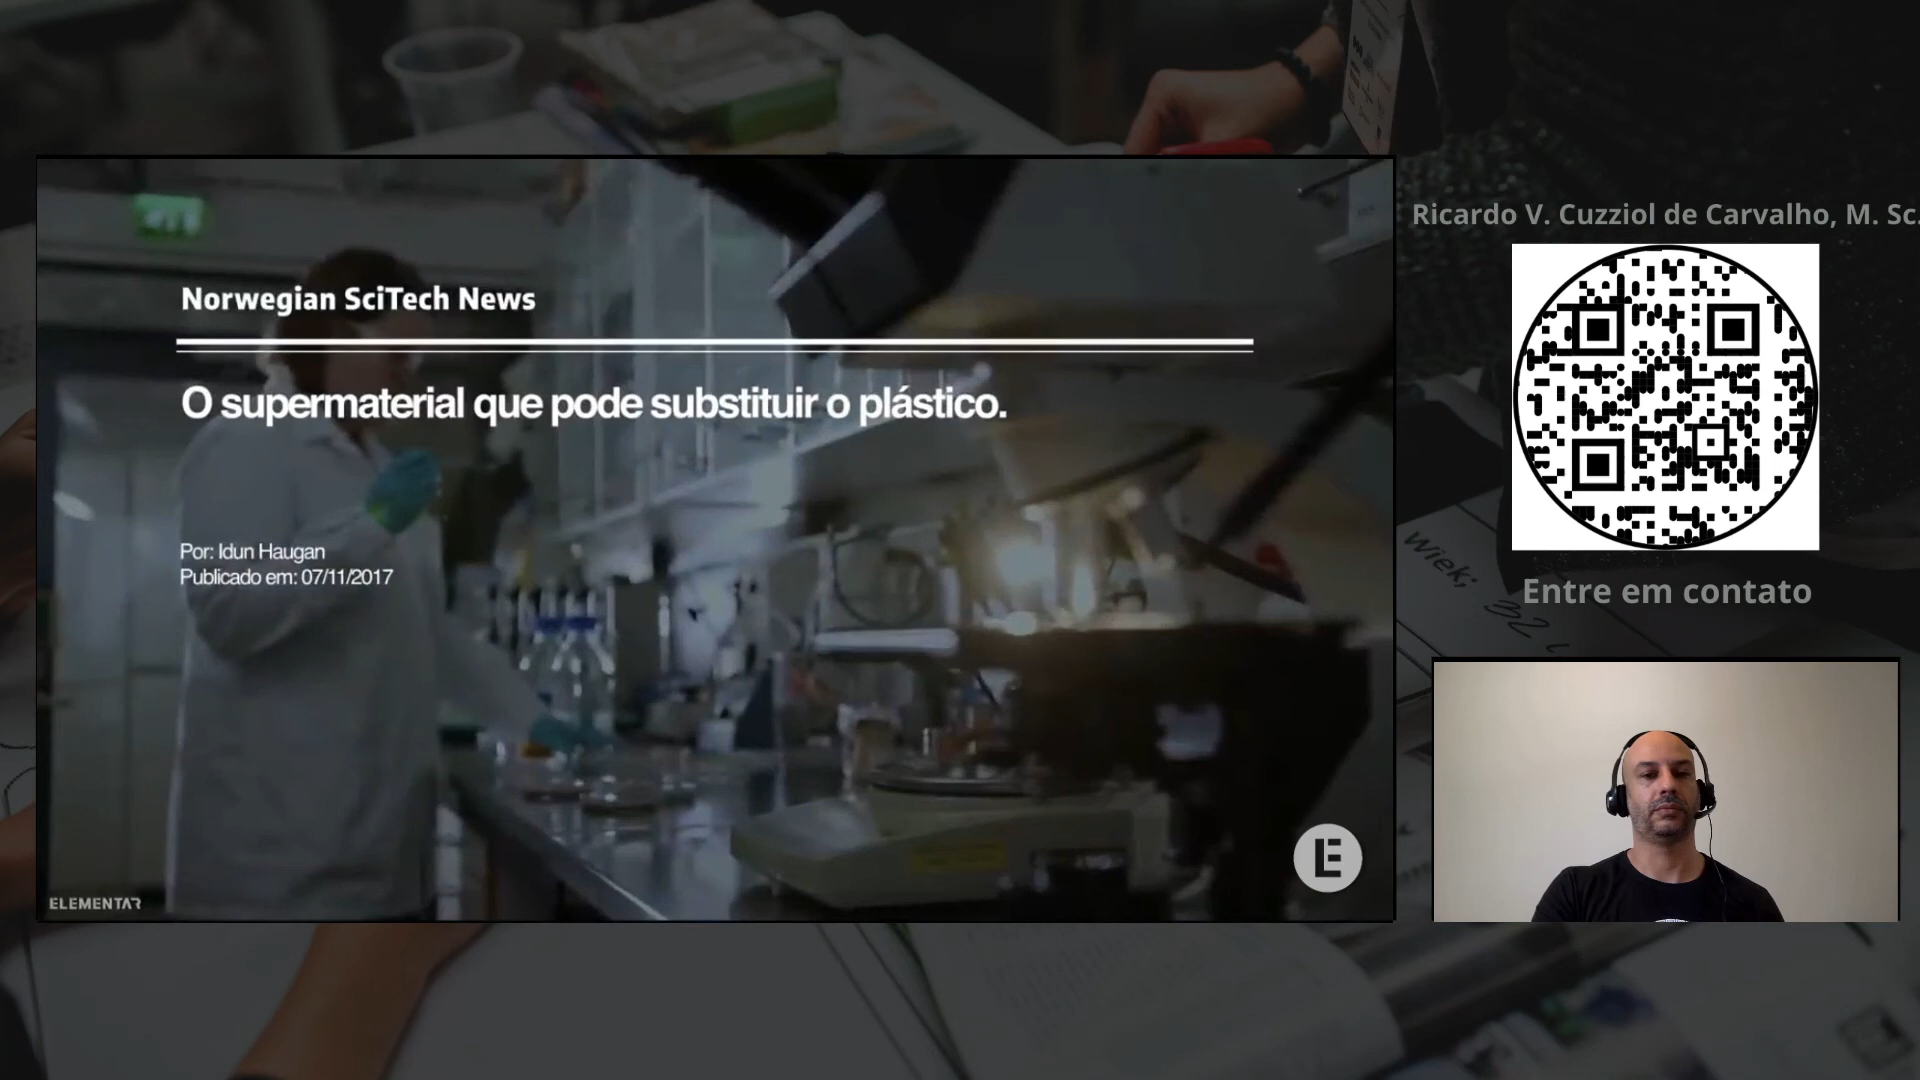 Norwegian SciTech News
O supermaterial que pode substituir o plástico.
Por: Idun Haugan
Publicado em: 07/11/2017
ELEMENTAR
E
Ricardo V. Cuzziol de Carvalho, M. Sc.
Wiek;
32 L
Entre em contato